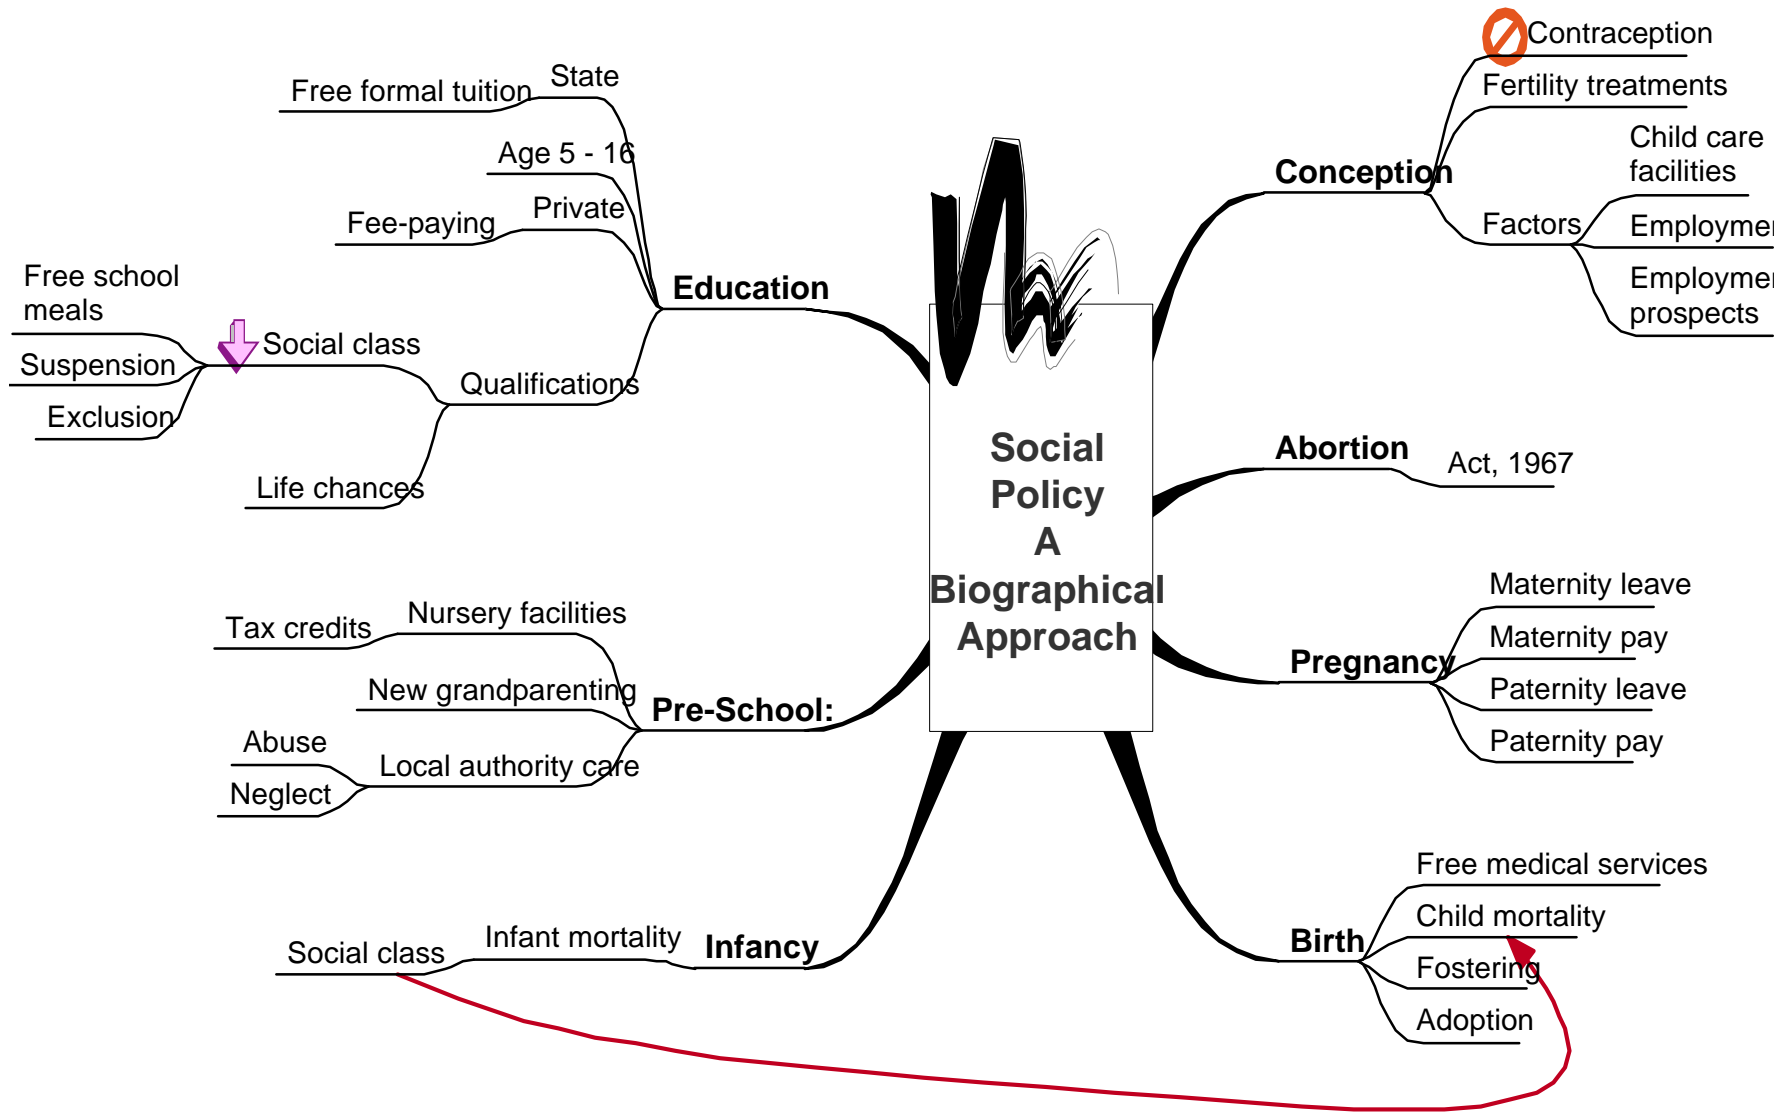 Social
Policy
A
Biographical
Approach
Conception
Contraception
Fertility treatments
Factors
Child care
facilities
prospects
Abortion
Act, 1967
Pregnancy
Maternity leave
Maternity pay
Paternity leave
Paternity pay
Birth
Free medical services
Child mortality
Fostering
Adoption
Infancy
Infant mortality
Social class
Pre-School:
Nursery facilities
Tax credits
New grandparenting
Local authority care
Abuse
Neglect
Education
State
Free formal tuition
Age 5 - 16
Private
Fee-paying
Qualifications
Social class
Free school
meals
Suspension
Exclusion
Life chances